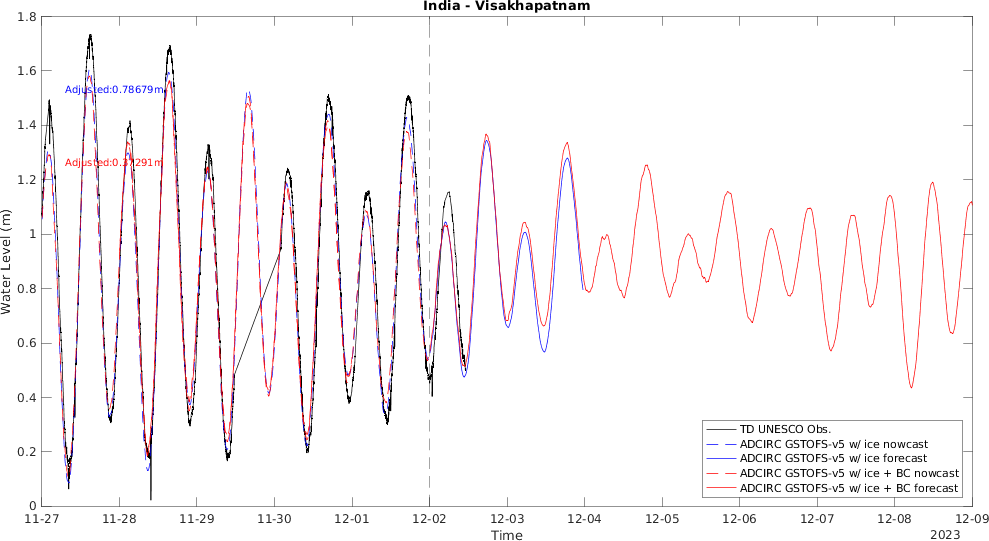 India - Visakhapatnam
1.8
1.6
1.4
1.2
1
0.8
0.6
0.4
0.2
0
Water Level (m)
Adjusted:0.78679m
Adjusted:0.37291m
TD UNESCO Obs.
ADCIRC GSTOFS-v5 w/ ice nowcast
ADCIRC GSTOFS-v5 w/ ice forecast
ADCIRC GSTOFS-v5 w/ ice + BC nowcast
ADCIRC GSTOFS-v5 w/ ice + BC forecast
11-27 11-28 11-29 11-30 12-01 12-02 12-03 12-04 12-05 12-06 12-07 12-08 12-09
Time
2023